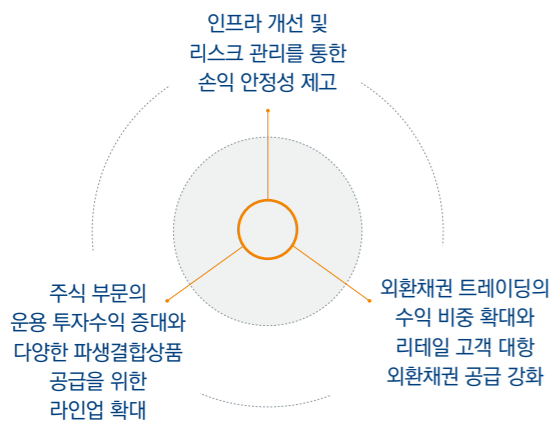 인프라 개선 및
리스크 관리를 통한
손익 안정성 제고
주식 부문의
운용 투자수익 증대와
다양한 파생결합상품
공급을 위한
라인업 확대
외환채권 트레이딩의
수익 비중 확대와
리테일 고객 대항
외환채권 공급 강화